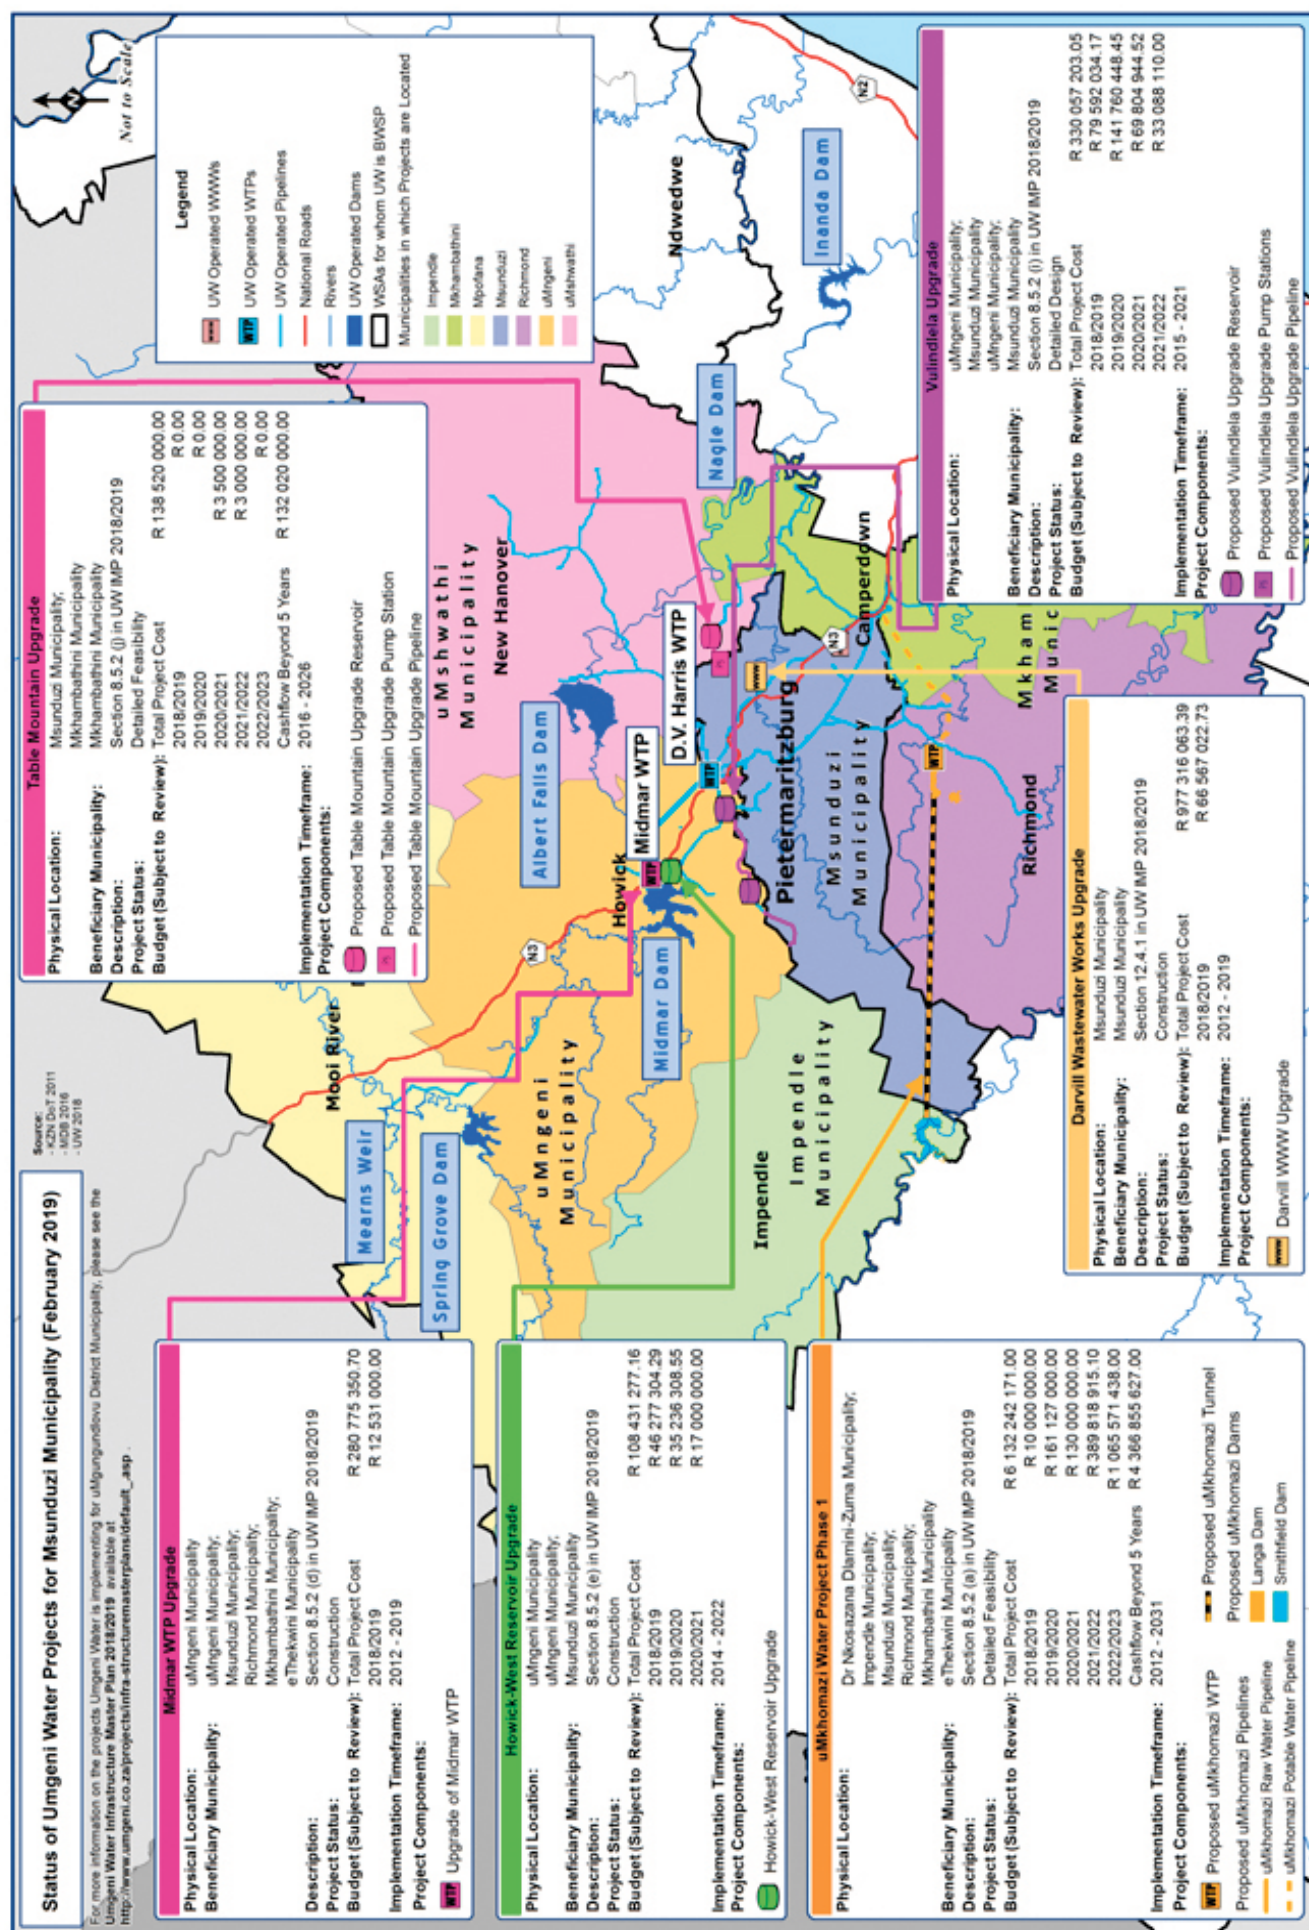 Status of Umgeni Water Projects for Msunduzi Municipality (February 2019)
For more information on the projects Umgeni Water is implementing for uMgungundlovu District Municipality, please see the
Umgeni Water Infrastructure Master Plan 2018/2019 available at
http://www.umgeni.co.za/projects/infra-structuremasterplans/default_.asp .
Source:
- KZN DoT 2011
- MDB 2016
- UW 2018
Midmar WTP Upgrade
Physical Location: uMngeni Municipality
Beneficiary Municipality: uMngeni Municipality;
Msunduzi Municipality;
Richmond Municipality;
Mkhambathini Municipality;
eThekwini Municipality
Description: Section 8.5.2 (d) in UW IMP 2018/2019
Project Status: Construction
Budget (Subject to Review): Total Project Cost R 280 775 350.70
2018/2019 R 12 531 000.00
Implementation Timeframe: 2012 - 2019
Project Components:
WTP Upgrade of Midmar WTP
Howick-West Reservoir Upgrade
Physical Location: uMngeni Municipality
uMngeni Municipality;
Beneficiary Municipality: Msunduzi Municipality
Description: Section 8.5.2 (e) in UW IMP 2018/2019
Project Status: Construction
Budget (Subject to Review): Total Project Cost R 108 431 277.16
2018/2019 R 46 277 304.29
2019/2020 R 35 236 308.55
2020/2021 R 17 000 000.00
Implementation Timeframe: 2014 - 2022
Project Components:
Howick-West Reservoir Upgrade
uMkhomazi Water Project Phase 1
Physical Location: Dr Nkosazana Dlamini-Zuma Municipality;
Impendle Municipality;
Msunduzi Municipality;
Richmond Municipality;
Mkhambathini Municipality
Beneficiary Municipality: eThekwini Municipality
Description: Section 8.5.2 (a) in UW IMP 2018/2019
Project Status: Detailed Feasibility
Budget (Subject to Review): Total Project Cost R 6 132 242 171.00
2018/2019 R 10 000 000.00
2019/2020 R 161 127 000.00
2020/2021 R 130 000 000.00
2021/2022 R 389 818 915.10
2022/2023 R 1 065 571 438.00
Cashflow Beyond 5 Years R 4 366 855 627.00
Implementation Timeframe: 2012 - 2031
Project Components:
WTP Proposed uMkhomazi WTP
Proposed uMkhomazi Tunnel
Proposed uMkhomazi Pipelines
Proposed uMkhomazi Dams
uMkhomazi Raw Water Pipeline
Langa Dam
uMkhomazi Potable Water Pipeline
Smithfield Dam
Table Mountain Upgrade
Physical Location: Msunduzi Municipality;
Mkhambathini Municipality
Beneficiary Municipality: Mkhambathini Municipality
Description: Section 8.5.2 (j) in UW IMP 2018/2019
Project Status: Detailed Feasibility
Budget (Subject to Review): Total Project Cost R 138 520 000.00
2018/2019 R 0.00
2019/2020 R 0.00
2020/2021 R 3 500 000.00
2021/2022 R 3 000 000.00
2022/2023 R 0.00
Cashflow Beyond 5 Years R 132 020 000.00
Implementation Timeframe: 2016 - 2026
Project Components:
Proposed Table Mountain Upgrade Reservoir
PS Proposed Table Mountain Upgrade Pump Station
Proposed Table Mountain Upgrade Pipeline
N
Not to Scale
Legend
WWW UW Operated WWWs
WTP UW Operated WTPs
UW Operated Pipelines
National Roads
Rivers
UW Operated Dams
WSAs for whom UW is BWSP
Municipalities in which Projects are Located
Impendle
Mkhambathini
Mpofana
Msunduzi
Richmond
uMngeni
uMshwathi
Mearns Weir
Spring Grove Dam
Mooi River
N3
uMngeni
Municipality
Midmar Dam
Howick
Midmar WTP
WTP
Albert Falls Dam
D.V. Harris WTP
WTP
uMshwathi
Municipality
New Hanover
PS
Nagle Dam
Ndwedwe
Inanda Dam
N2
Impendle
Impendle
Municipality
Pietermaritzburg
WWW
Msunduzi
Municipality
N3
Camperdown
WTP
Richmond
Mkham
Munic
Darvill Wastewater Works Upgrade
Physical Location: Msunduzi Municipality
Beneficiary Municipality: Msunduzi Municipality
Description: Section 12.4.1 in UW IMP 2018/2019
Project Status: Construction
Budget (Subject to Review): Total Project Cost R 977 316 063.39
2018/2019 R 66 567 022.73
Implementation Timeframe: 2012 - 2019
Project Components:
WWW Darvill WWW Upgrade
Vulindlela Upgrade
Physical Location: uMngeni Municipality;
Msunduzi Municipality
uMngeni Municipality;
Beneficiary Municipality: Msunduzi Municipality
Description: Section 8.5.2 (i) in UW IMP 2018/2019
Project Status: Detailed Design
Budget (Subject to Review): Total Project Cost R 330 057 203.05
2018/2019 R 79 592 034.17
2019/2020 R 141 760 448.45
2020/2021 R 69 804 944.52
2021/2022 R 33 088 110.00
Implementation Timeframe: 2015 - 2021
Project Components:
Proposed Vulindlela Upgrade Reservoir
PS Proposed Vulindlela Upgrade Pump Stations
Proposed Vulindlela Upgrade Pipeline